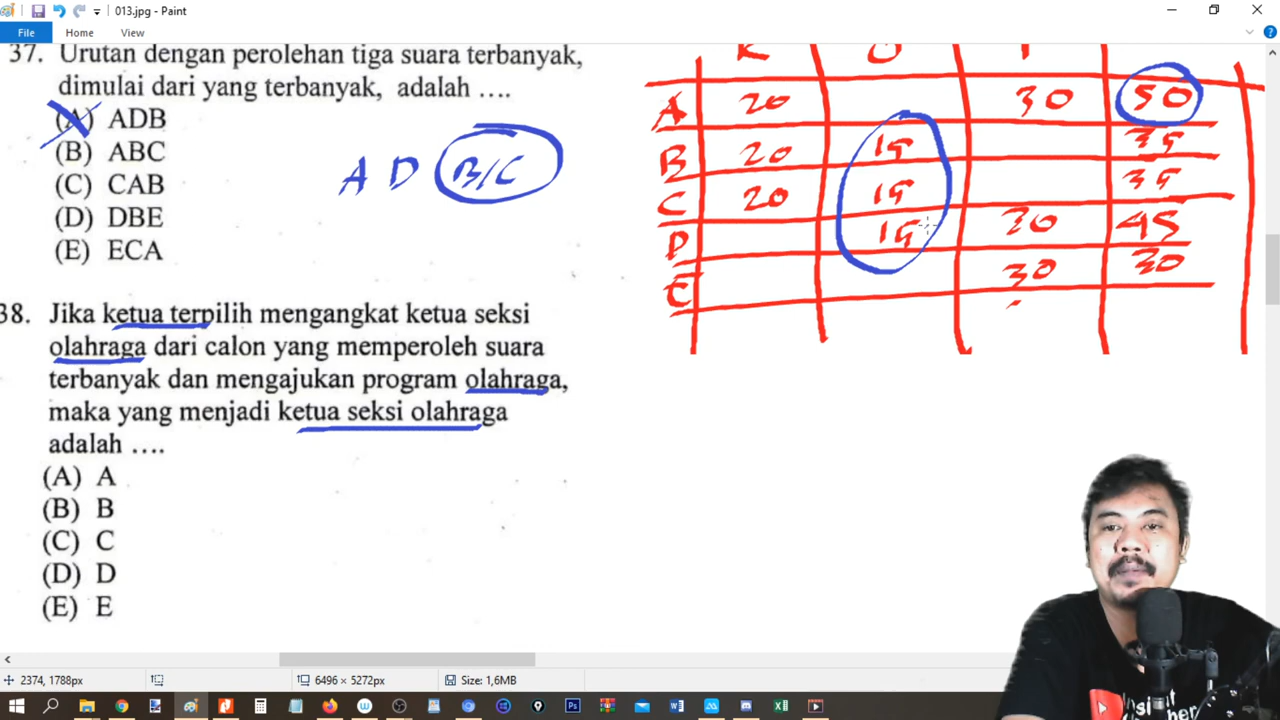 013.jpg - Paint
File Home View
37. Urutan dengan perolehan tiga suara terbanyak,
dimulai dari yang terbanyak, adalah ....
(A) ADB
(B) ABC
(C) CAB
(D) DBE
(E) ECA
A D B/C
38. Jika ketua terpilih mengangkat ketua seksi
olahraga dari calon yang memperoleh suara
terbanyak dan mengajukan program olahraga,
maka yang menjadi ketua seksi olahraga
adalah ....
(A) A
(B) B
(C) C
(D) D
(E) E
A 20 30 50
B 20 15 35
C 20 15 35
D 15 30 45
E 30 30
2374, 1788px
6496 × 5272px
Size: 1,6MB